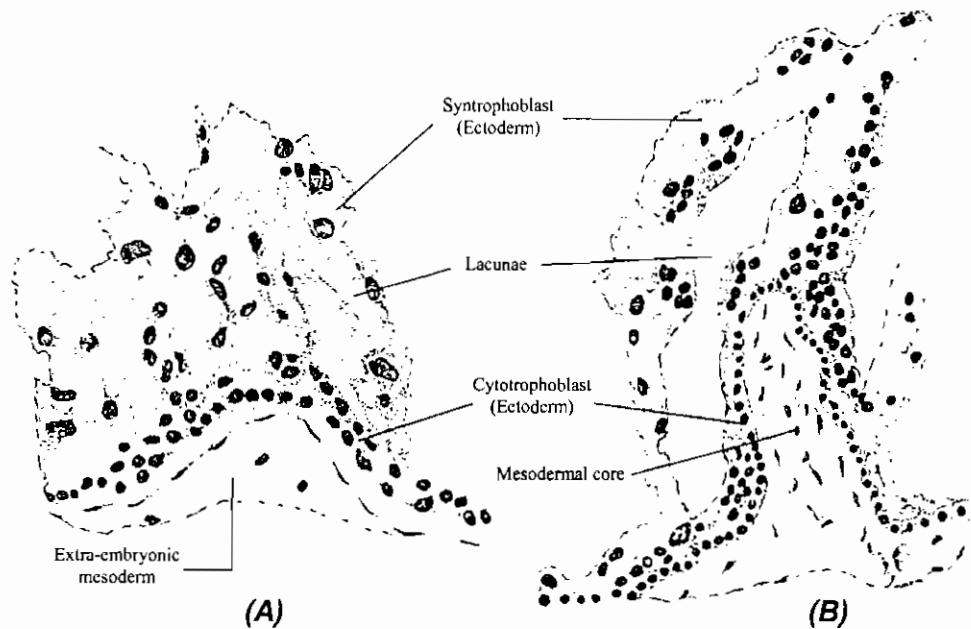 Syntrophoblast
(Ectoderm)
Lacunae
Cytotrophoblast
(Ectoderm)
Mesodermal core
Extra-embryonic
mesoderm
(A)
(B)